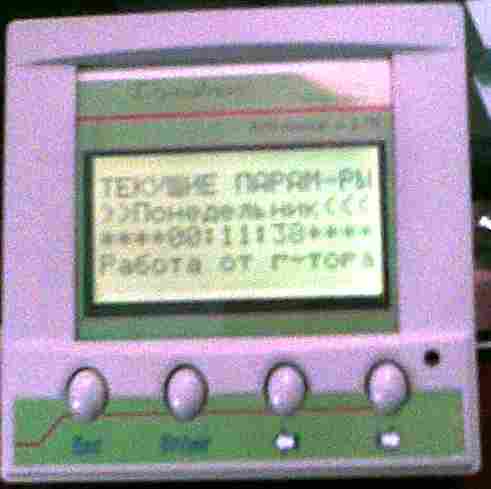 ТЕКУЩИЕ ПАРАМ-РЫ
>>Понедельник<<<
****00:11:38****
Работа от г-тора
Esc Enter